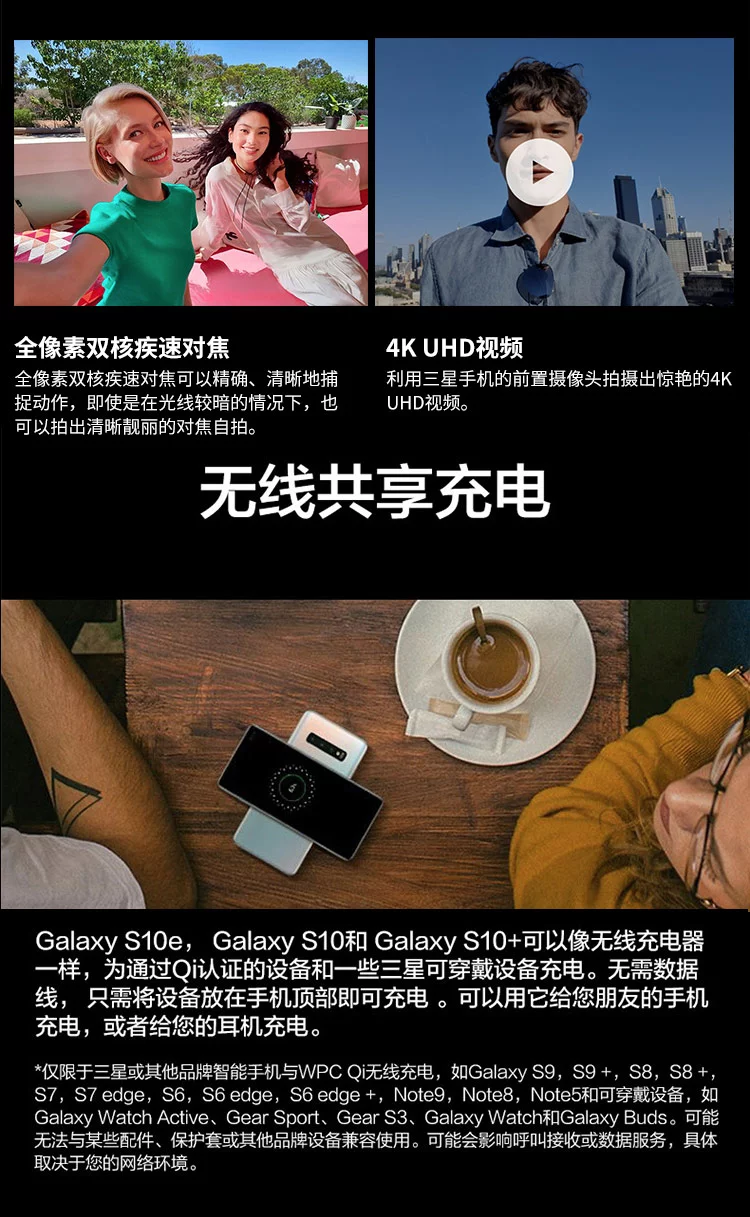 全像素双核疾速对焦
全像素双核疾速对焦可以精确、清晰地捕
捉动作，即使是在光线较暗的情况下，也
可以拍出清晰靓丽的对焦自拍。
4K UHD视频
利用三星手机的前置摄像头拍摄出惊艳的4K
UHD视频。
无线共享充电
Galaxy S10e， Galaxy S10和 Galaxy S10+可以像无线充电器
一样，为通过Qi认证的设备和一些三星可穿戴设备充电。无需数据
线， 只需将设备放在手机顶部即可充电 。可以用它给您朋友的手机
充电，或者给您的耳机充电。
*仅限于三星或其他品牌智能手机与WPC Qi无线充电，如Galaxy S9，S9 +，S8，S8 +，
S7，S7 edge，S6，S6 edge，S6 edge +，Note9，Note8，Note5和可穿戴设备，如
Galaxy Watch Active、Gear Sport、Gear S3、Galaxy Watch和Galaxy Buds。可能
无法与某些配件、保护套或其他品牌设备兼容使用。可能会影响呼叫接收或数据服务，具体
取决于您的网络环境。